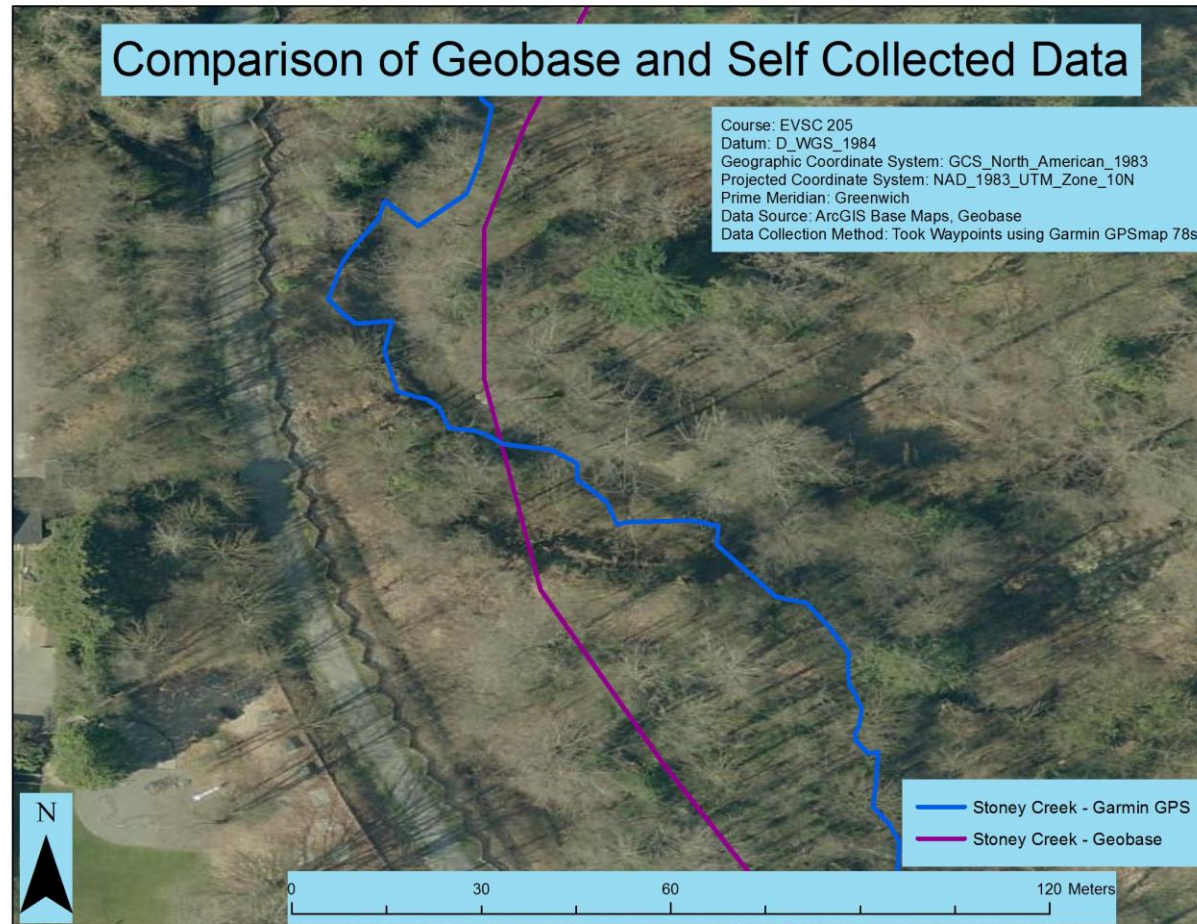 Comparison of Geobase and Self Collected Data
Course: EVSC 205
Datum: D_WGS_1984
Geographic Coordinate System: GCS_North_American_1983
Projected Coordinate System: NAD_1983_UTM_Zone_10N
Prime Meridian: Greenwich
Data Source: ArcGIS Base Maps, Geobase
Data Collection Method: Took Waypoints using Garmin GPSmap 78s
Stoney Creek - Garmin GPS
Stoney Creek - Geobase
N
0 30 60 120 Meters